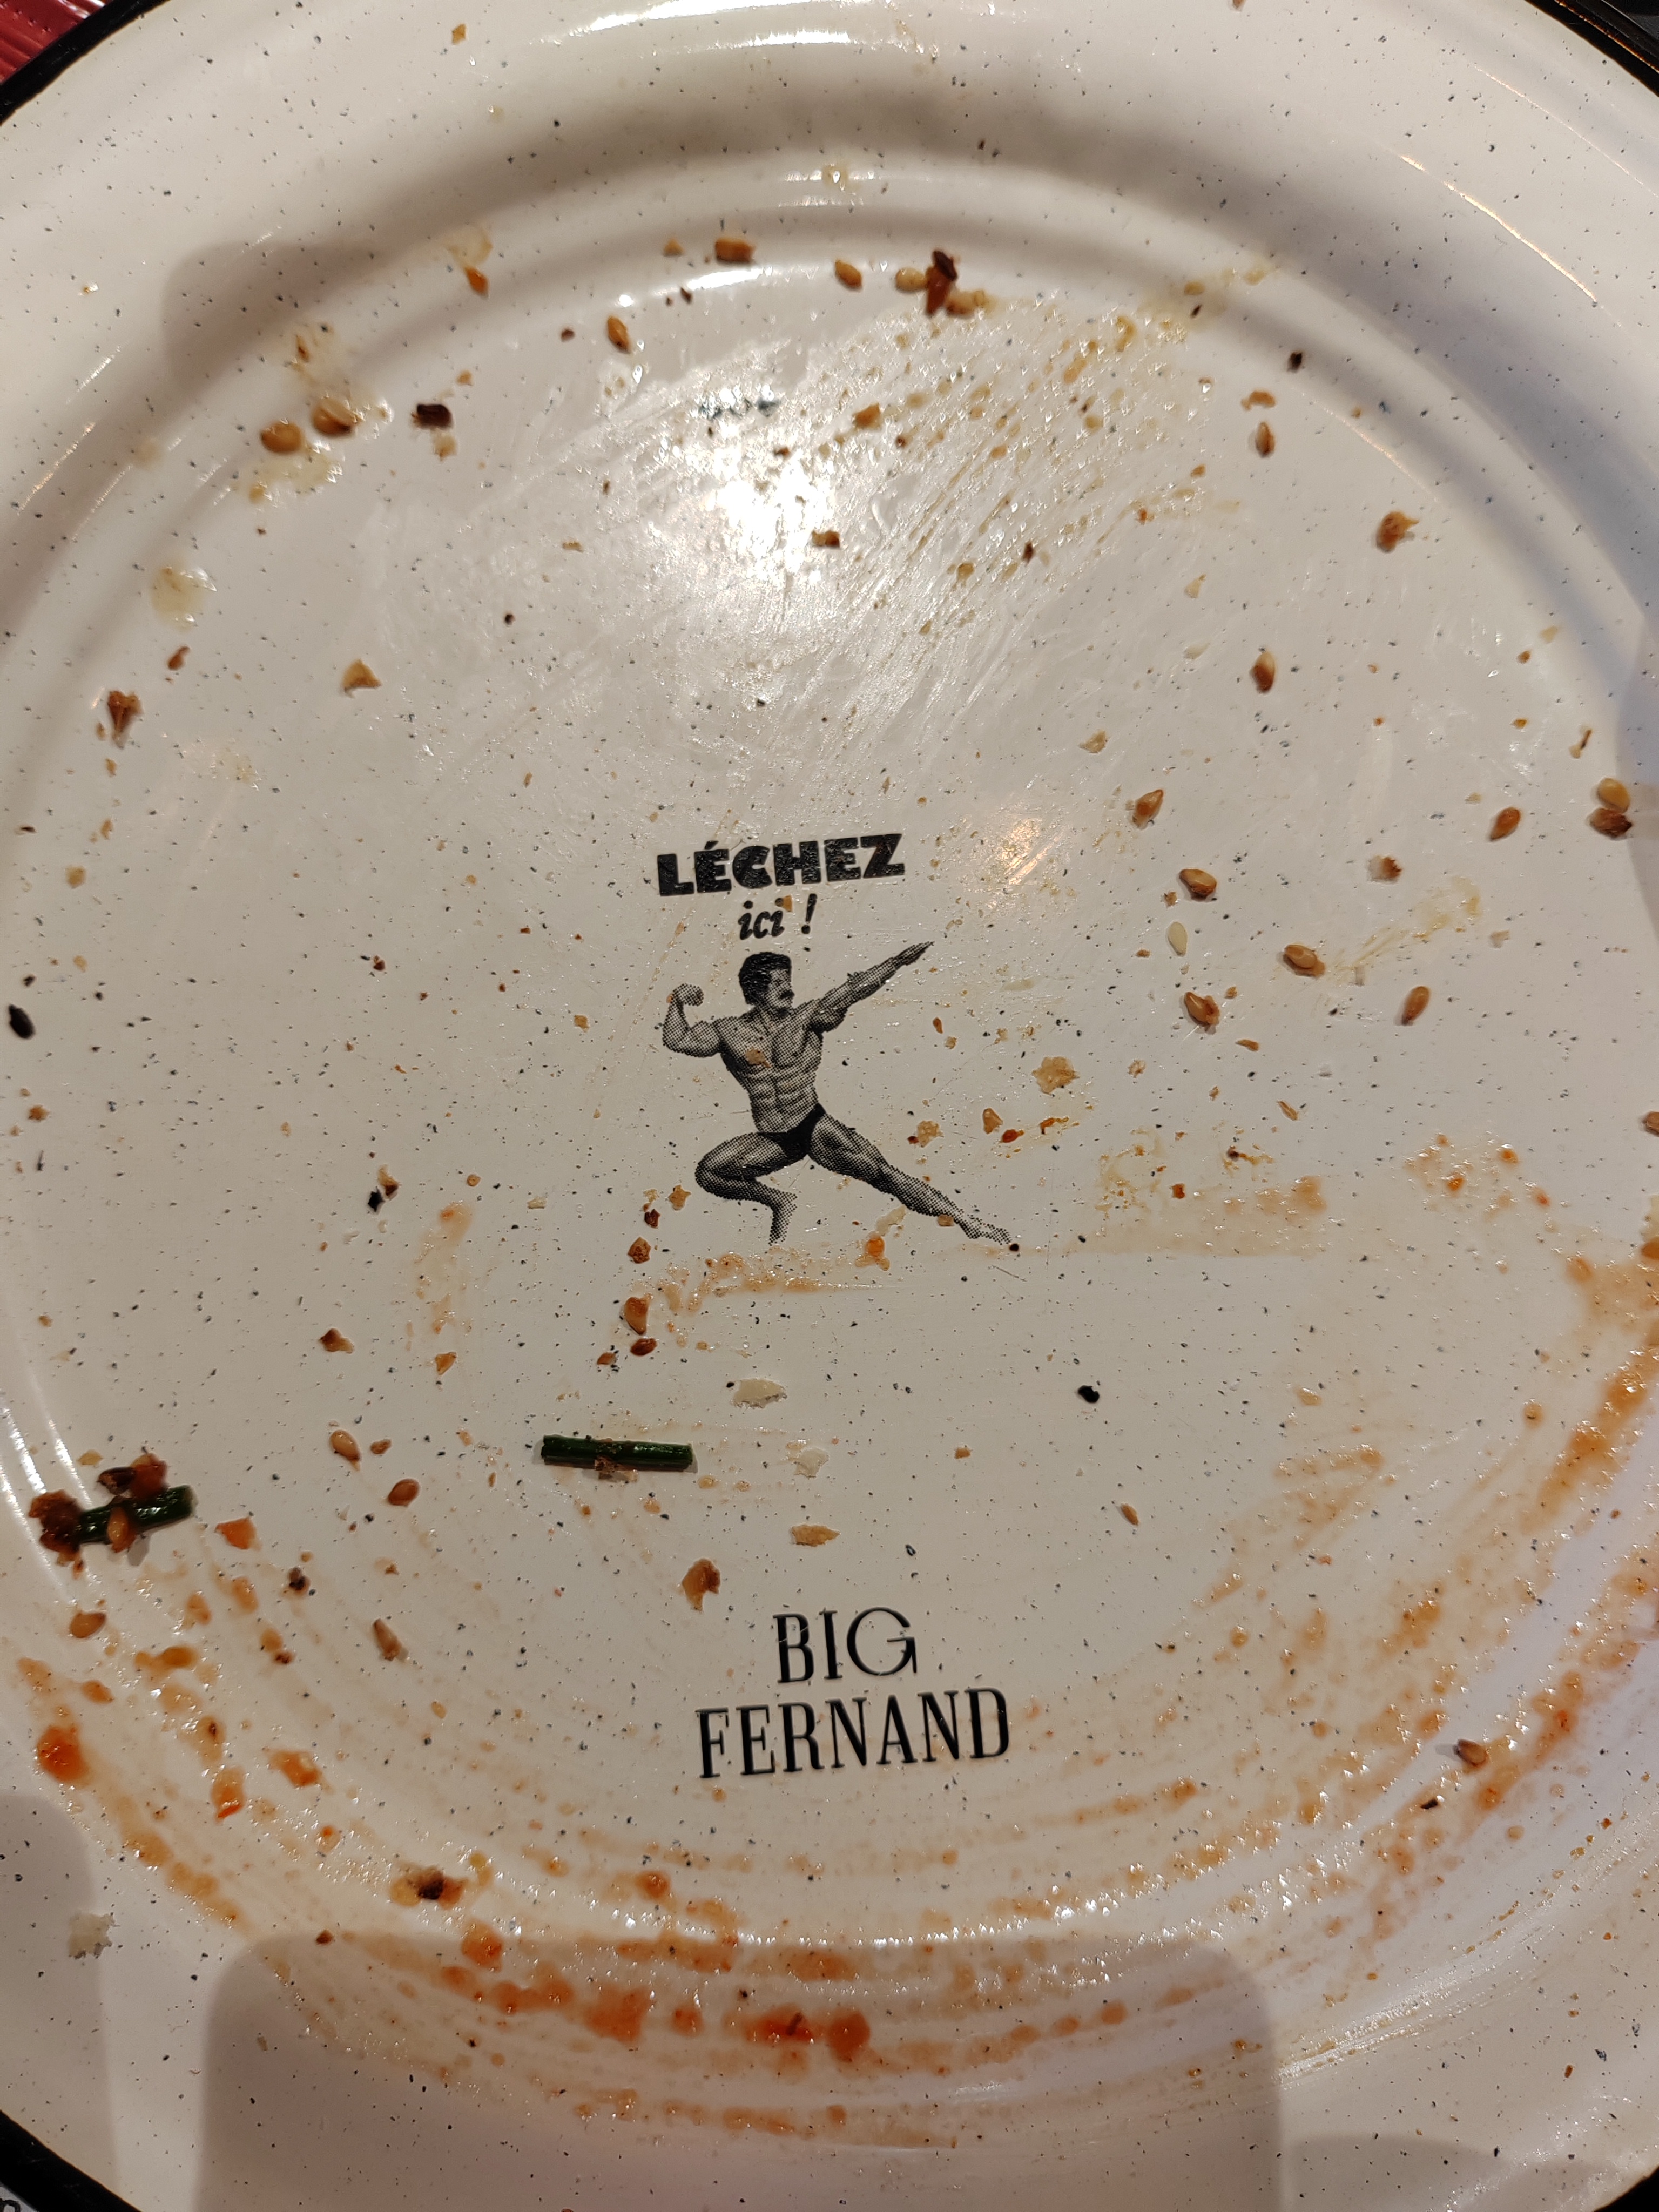 LÉCHEZ
ici !
BIG
FERNAND